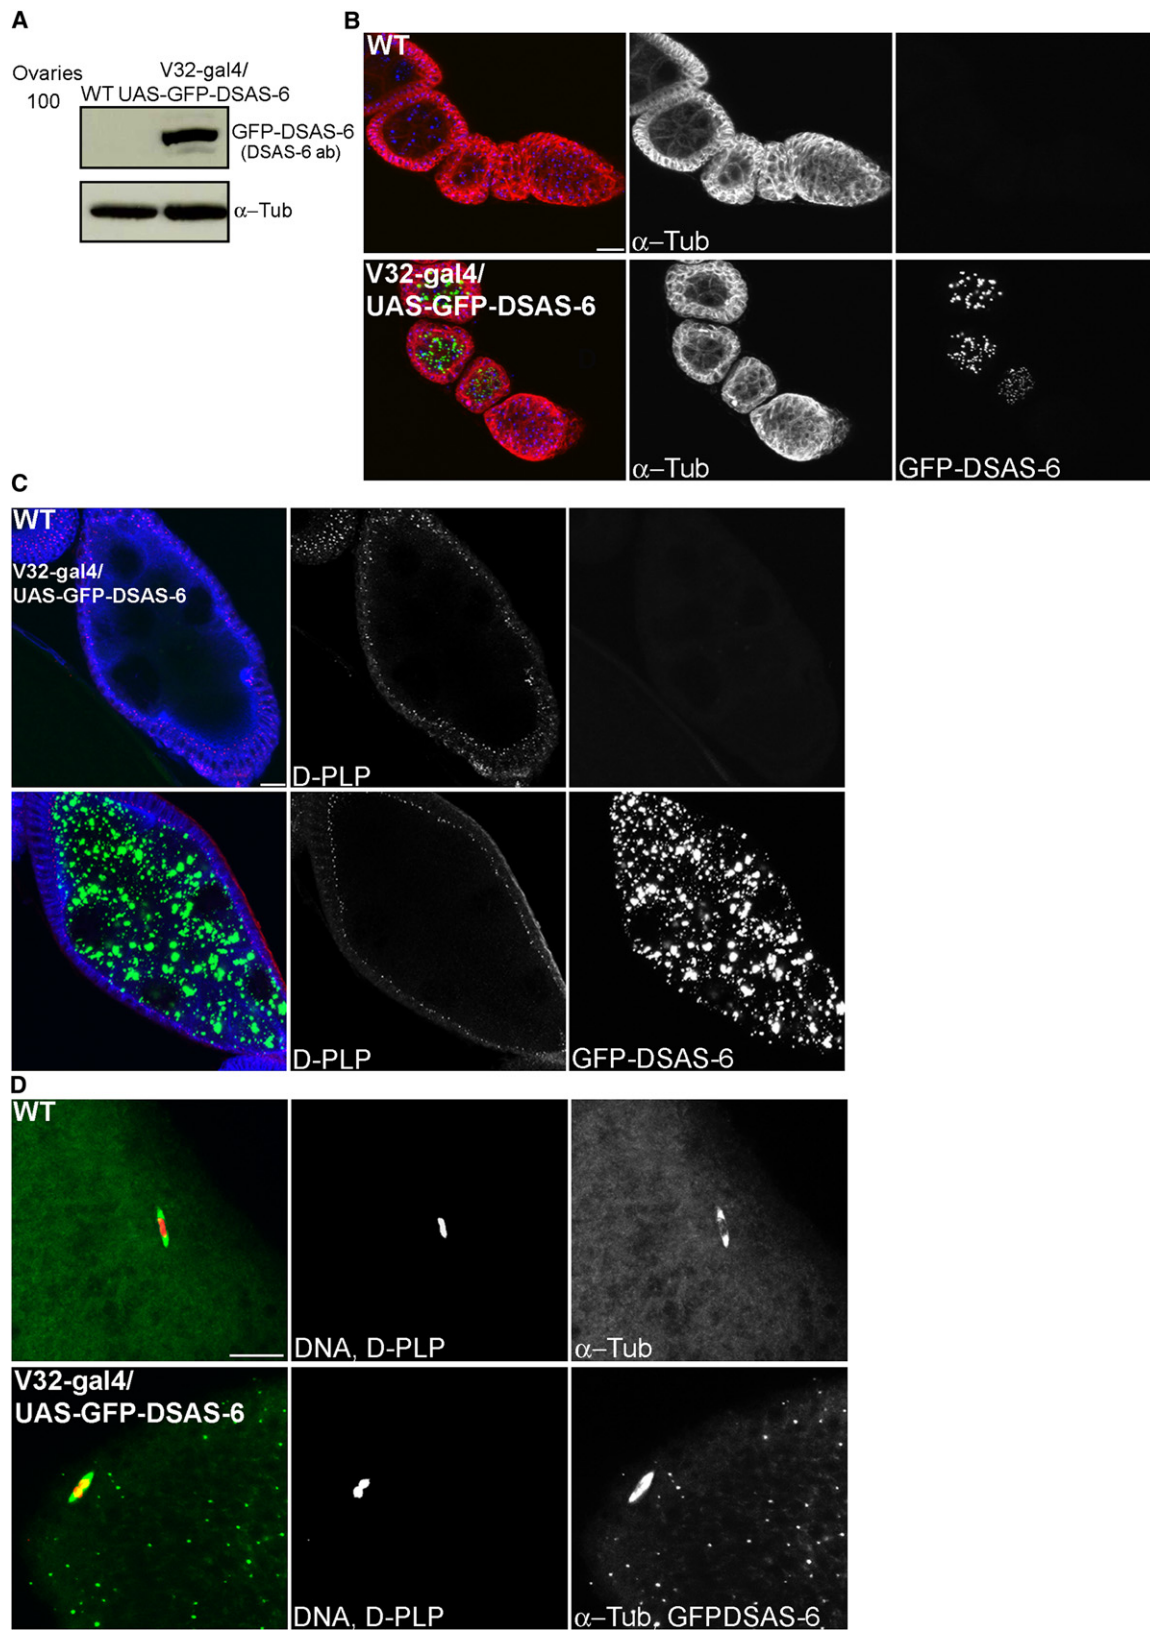 A
Ovaries
100
V32-gal4/
WT UAS-GFP-DSAS-6
GFP-DSAS-6
(DSAS-6 ab)
α–Tub
B
WT
α–Tub
V32-gal4/
UAS-GFP-DSAS-6
α–Tub
GFP-DSAS-6
C
WT
V32-gal4/
UAS-GFP-DSAS-6
D-PLP
D-PLP
GFP-DSAS-6
D
WT
DNA, D-PLP
α–Tub
V32-gal4/
UAS-GFP-DSAS-6
DNA, D-PLP
α–Tub, GFPDSAS-6